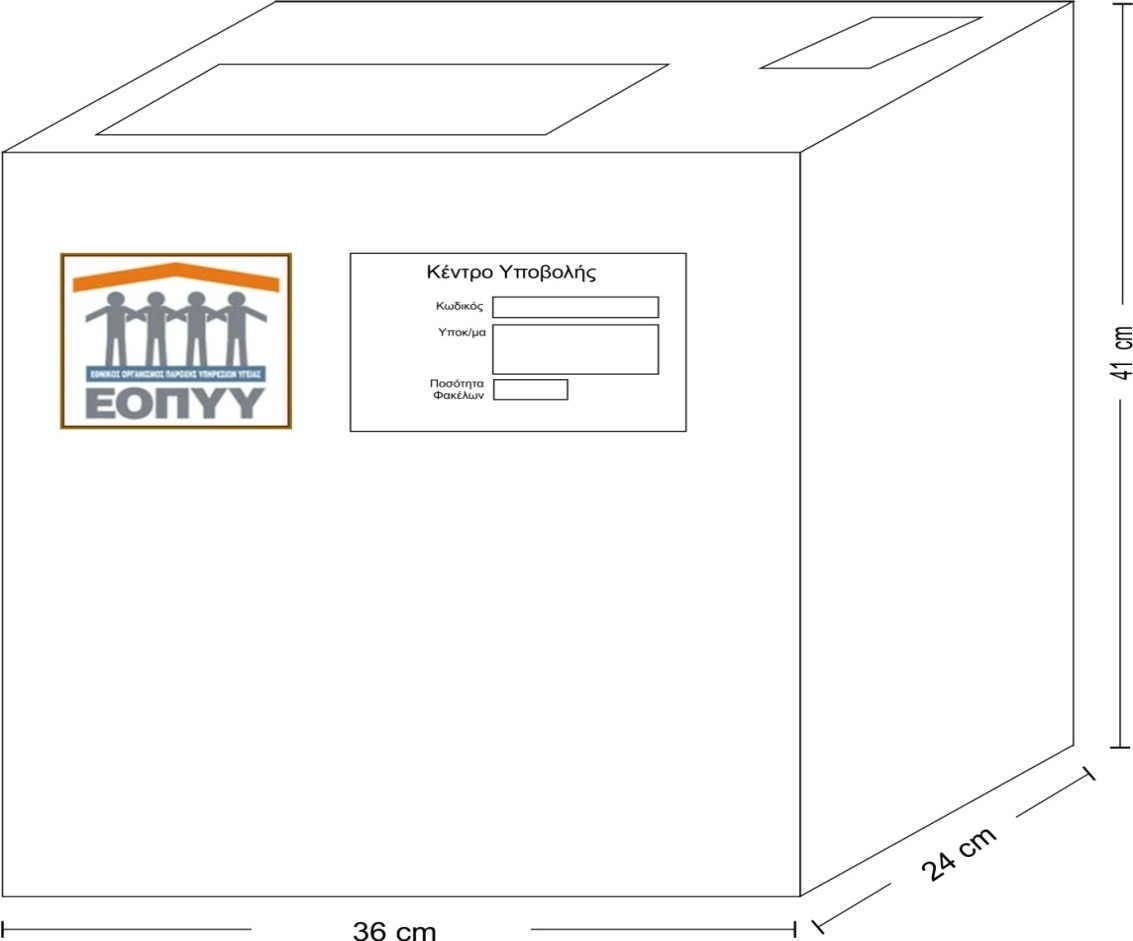 Κέντρο Υποβολής
Κωδικός
Υποκ/μα
Ποσότητα
Φακέλων
ΕΘΝΙΚΟΣ ΟΡΓΑΝΙΣΜΟΣ ΠΑΡΟΧΗΣ ΥΠΗΡΕΣΙΩΝ ΥΓΕΙΑΣ
ΕΟΠΥΥ
41 cm
24 cm
36 cm